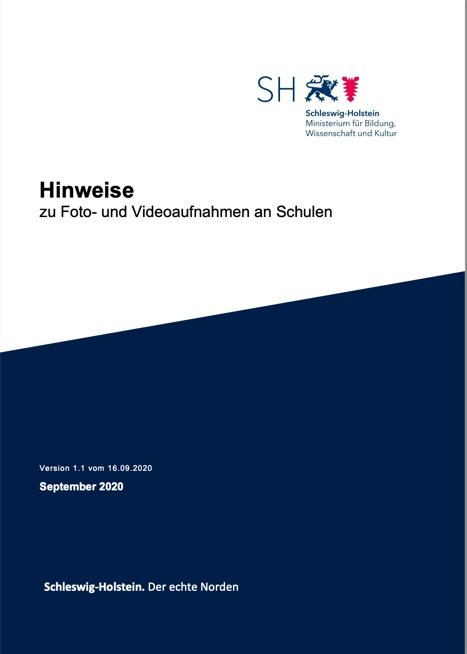 SH
Schleswig-Holstein
Ministerium für Bildung,
Wissenschaft und Kultur
Hinweise
zu Foto- und Videoaufnahmen an Schulen
Version 1.1 vom 16.09.2020
September 2020
Schleswig-Holstein. Der echte Norden